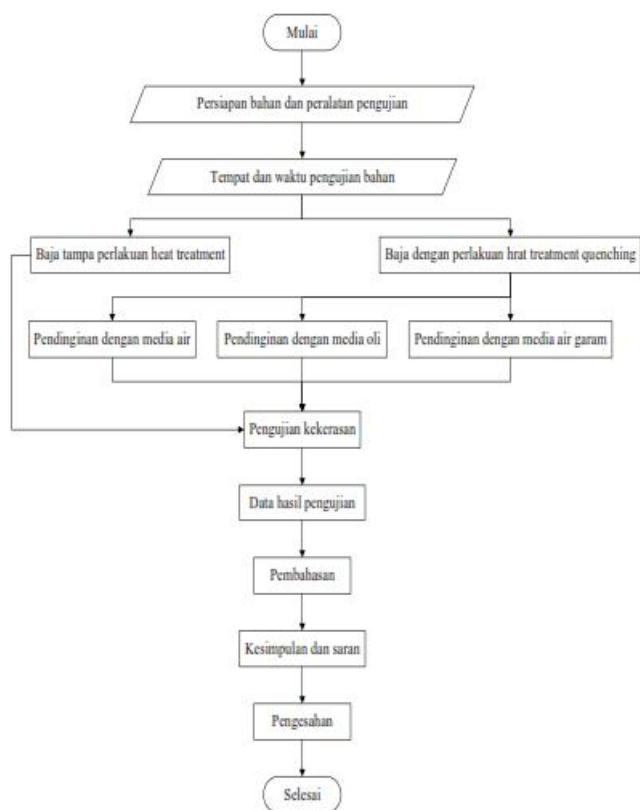 Mulai
Persiapan bahan dan peralatan pengujian
Tempat dan waktu pengujian bahan
Baja tampa perlakuan heat treatment
Baja dengan perlakuan hrat treatment quenching
Pendinginan dengan media air
Pendinginan dengan media oli
Pendinginan dengan media air garam
Pengujian kekerasan
Data hasil pengujian
Pembahasan
Kesimpulan dan saran
Pengesahan
Selesai